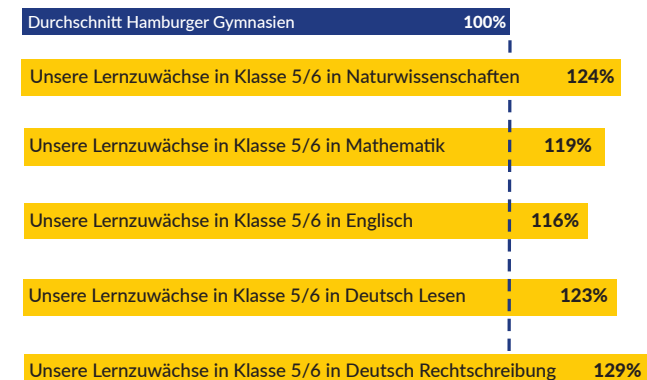 Durchschnitt Hamburger Gymnasien 100%
Unsere Lernzuwächse in Klasse 5/6 in Naturwissenschaften 124%
Unsere Lernzuwächse in Klasse 5/6 in Mathematik 119%
Unsere Lernzuwächse in Klasse 5/6 in Englisch 116%
Unsere Lernzuwächse in Klasse 5/6 in Deutsch Lesen 123%
Unsere Lernzuwächse in Klasse 5/6 in Deutsch Rechtschreibung 129%